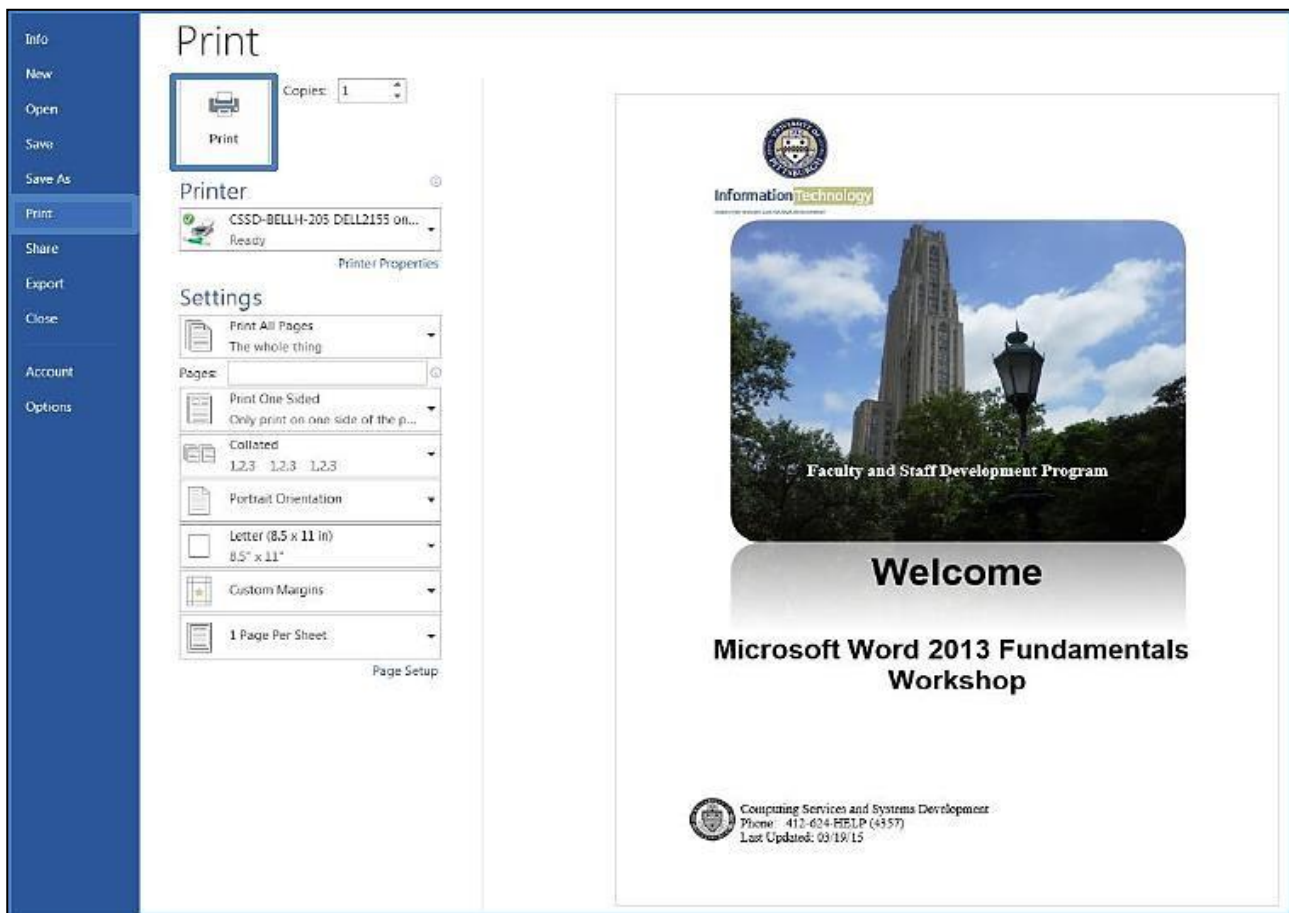 Info
New
Open
Save
Save As
Print
Share
Export
Close
Account
Options
Print
Print
Copies: 1
Printer
CSSD-BELLH-205 DELL2155 on...
Ready
Printer Properties
Settings
Print All Pages
The whole thing
Pages:
Print One Sided
Only print on one side of the p...
Collated
1,2,3 1,2,3 1,2,3
Portrait Orientation
Letter (8.5 x 11 in)
8.5" x 11"
Custom Margins
1 Page Per Sheet
Page Setup
UNIVERSITY OF
PITTSBURGH
Information Technology
Faculty and Staff Development Program
Welcome
Microsoft Word 2013 Fundamentals
Workshop
Computing Services and Systems Development
Phone: 412-624-HELP (4357)
Last Updated: 03/19/15